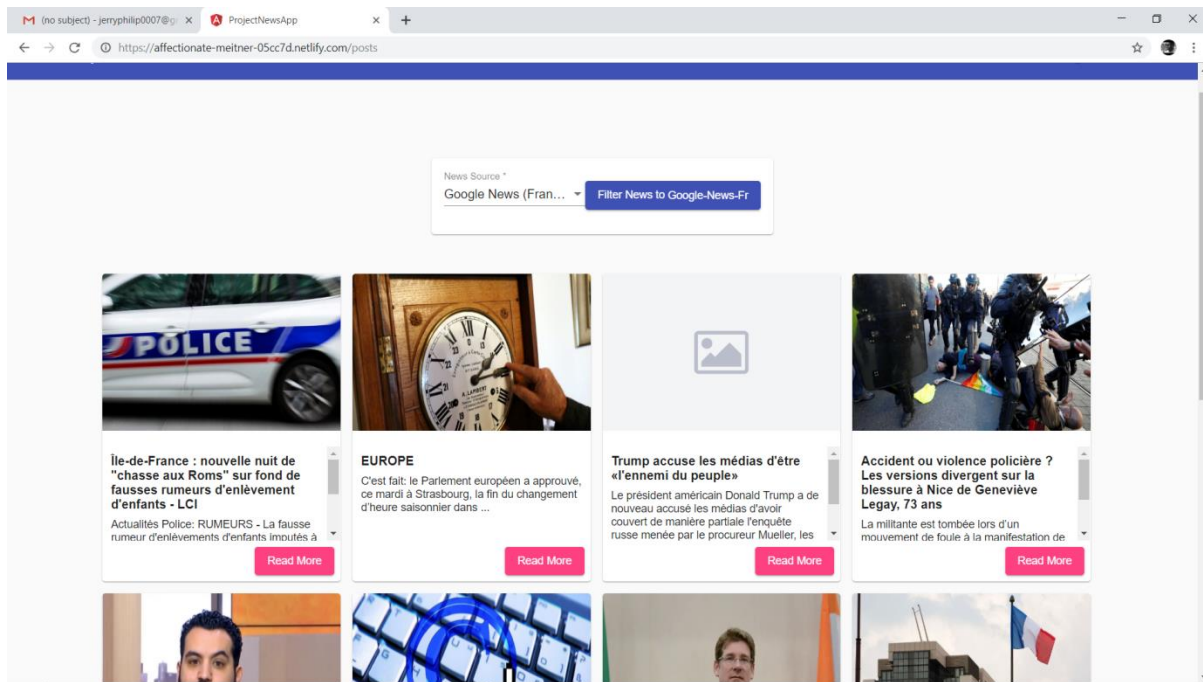 (no subject) - jerryphilip0007@g
ProjectNewsApp
https://affectionate-meitner-05cc7d.netlify.com/posts
News Source *
Google News (Fran...
Filter News to Google-News-Fr
POLICE
Île-de-France : nouvelle nuit de
"chasse aux Roms" sur fond de
fausses rumeurs d'enlèvement
d'enfants - LCI
Actualités Police: RUMEURS - La fausse
rumeur d'enlèvements d'enfants imputés à
Read More
EUROPE
C'est fait: le Parlement européen a approuvé,
ce mardi à Strasbourg, la fin du changement
d'heure saisonnier dans ...
Read More
Trump accuse les médias d'être
«l'ennemi du peuple»
Le président américain Donald Trump a de
nouveau accusé les médias d'avoir
couvert de manière partiale l'enquête
russe menée par le procureur Mueller, les
Read More
Accident ou violence policière ?
Les versions divergent sur la
blessure à Nice de Geneviève
Legay, 73 ans
La militante est tombée lors d'un
mouvement de foule à la manifestation de
Read More